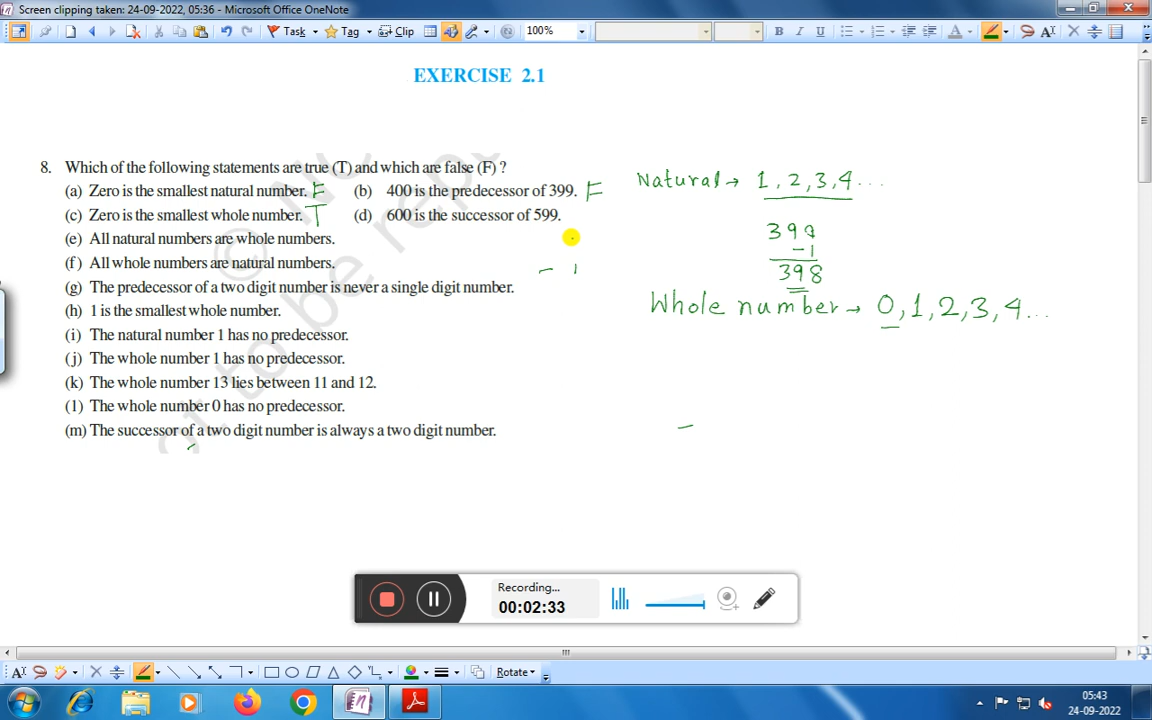 Screen clipping taken: 24-09-2022, 05:36 - Microsoft Office OneNote
Task Tag Clip 100% B I U A A
EXERCISE 2.1
8. Which of the following statements are true (T) and which are false (F) ?
(a) Zero is the smallest natural number. F (b) 400 is the predecessor of 399. F
(c) Zero is the smallest whole number. T (d) 600 is the successor of 599.
(e) All natural numbers are whole numbers.
(f) All whole numbers are natural numbers.
(g) The predecessor of a two digit number is never a single digit number.
(h) 1 is the smallest whole number.
(i) The natural number 1 has no predecessor.
(j) The whole number 1 has no predecessor.
(k) The whole number 13 lies between 11 and 12.
(l) The whole number 0 has no predecessor.
(m) The successor of a two digit number is always a two digit number.
Natural → 1, 2, 3, 4 ...
399
-1
398
Whole number → 0, 1, 2, 3, 4 ...
Recording...
00:02:33
Rotate
05:43
24-09-2022